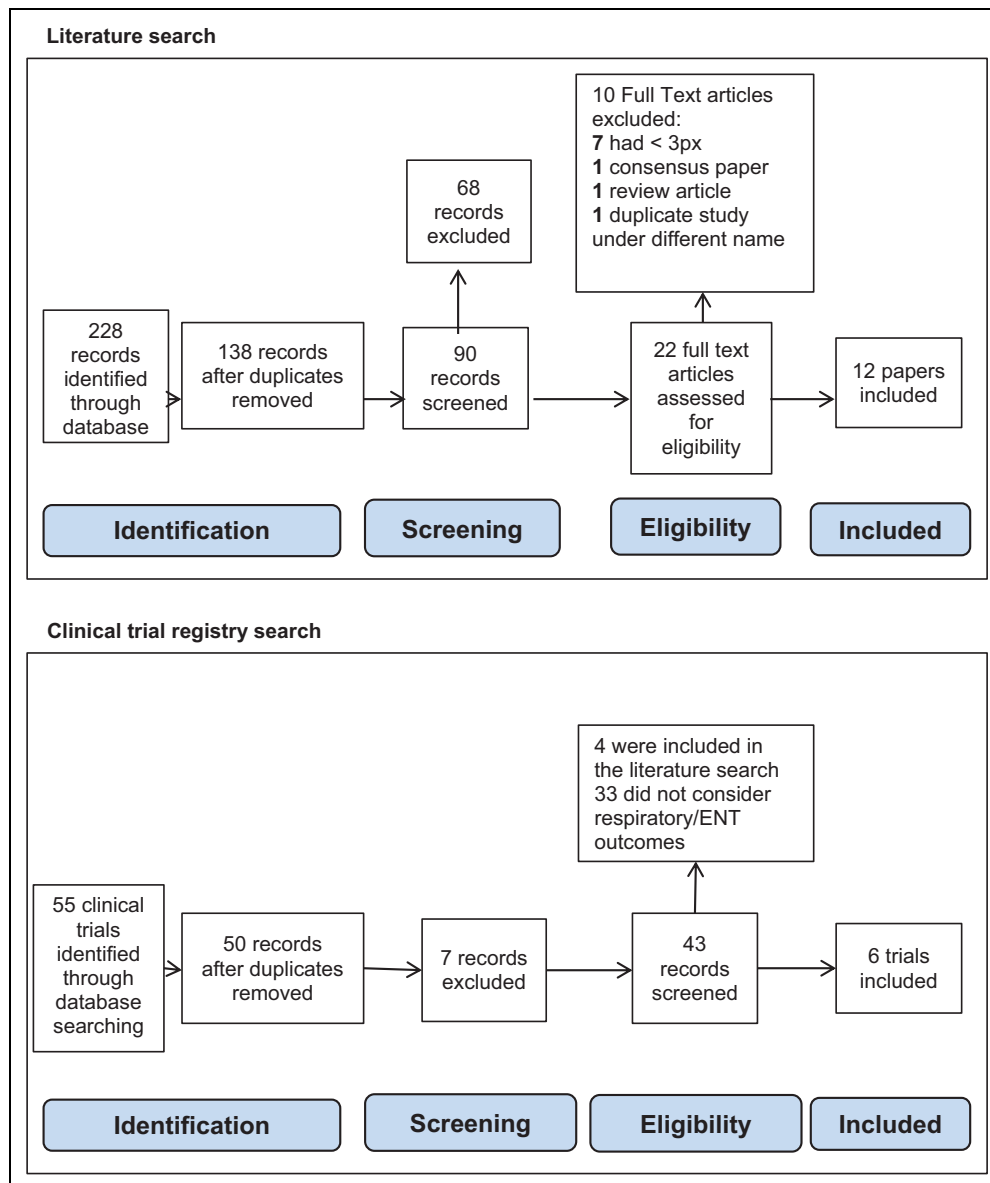 Literature search
10 Full Text articles
excluded:
7 had < 3px
1 consensus paper
1 review article
1 duplicate study
under different name
68
records
excluded
228
records
identified
through
database
138 records
after duplicates
removed
90
records
screened
22 full text
articles
assessed
for
eligibility
12 papers
included
Identification
Screening
Eligibility
Included
Clinical trial registry search
4 were included in
the literature search
33 did not consider
respiratory/ENT
outcomes
55 clinical
trials
identified
through
database
searching
50 records
after duplicates
removed
7 records
excluded
43
records
screened
6 trials
included
Identification
Screening
Eligibility
Included